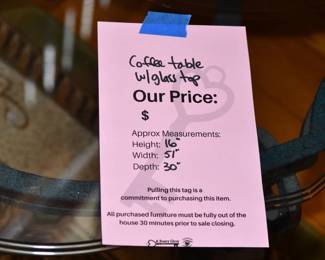 Coffee table
w/glass top
Our Price:
$
Approx Measurements:
Height: 16"
Width: 51"
Depth: 30"
Pulling this tag is a
commitment to purchasing this item.
All purchased furniture must be fully out of the
house 30 minutes prior to sale closing.